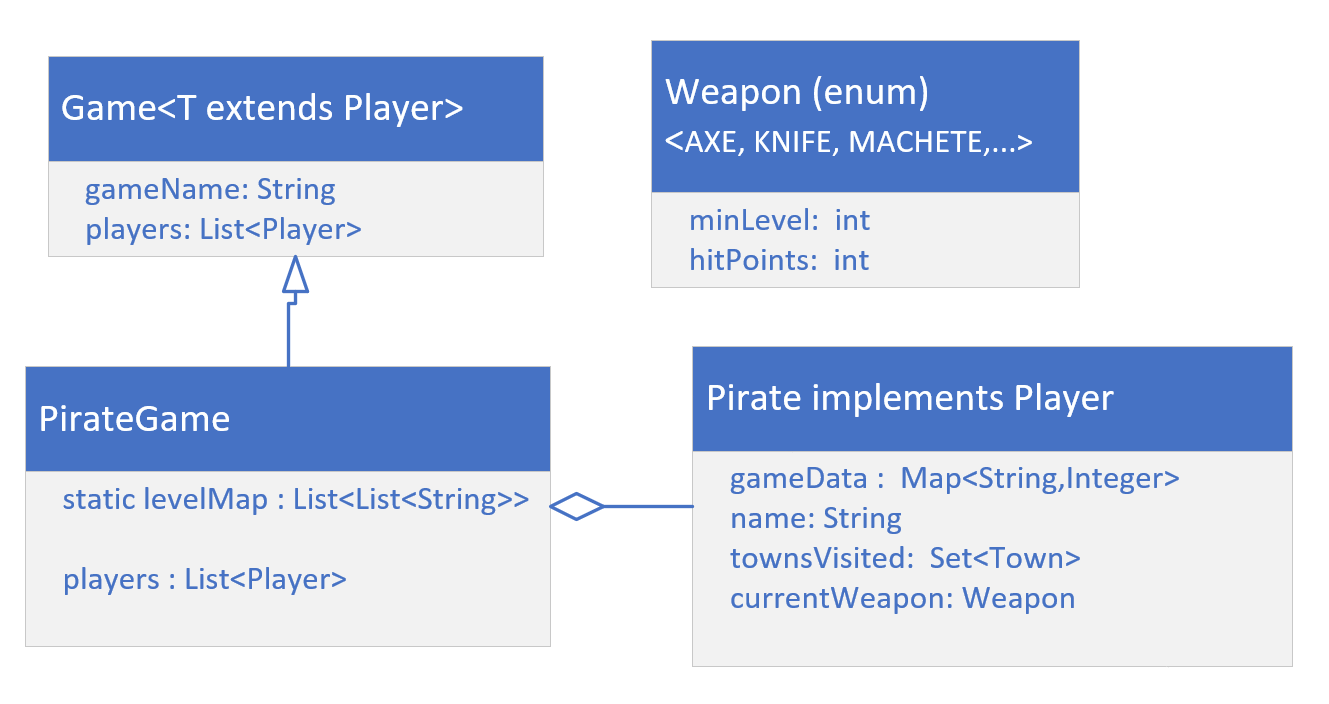 Game<T extends Player>
gameName: String
players: List<Player>
Weapon (enum)
<AXE, KNIFE, MACHETE,...>
minLevel:  int
hitPoints:  int
PirateGame
static levelMap : List<List<String>>
players : List<Player>
Pirate implements Player
gameData :  Map<String,Integer>
name: String
townsVisited:  Set<Town>
currentWeapon: Weapon